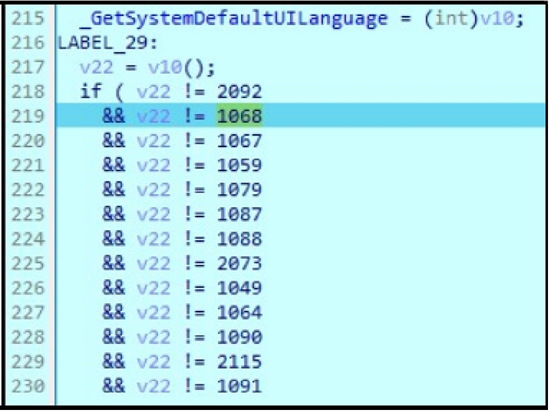 215 _GetSystemDefaultUILanguage = (int)v10;
216 LABEL_29:
217 v22 = v10();
218 if ( v22 != 2092
219 && v22 != 1068
220 && v22 != 1067
221 && v22 != 1059
222 && v22 != 1079
223 && v22 != 1087
224 && v22 != 1088
225 && v22 != 2073
226 && v22 != 1049
227 && v22 != 1064
228 && v22 != 1090
229 && v22 != 2115
230 && v22 != 1091